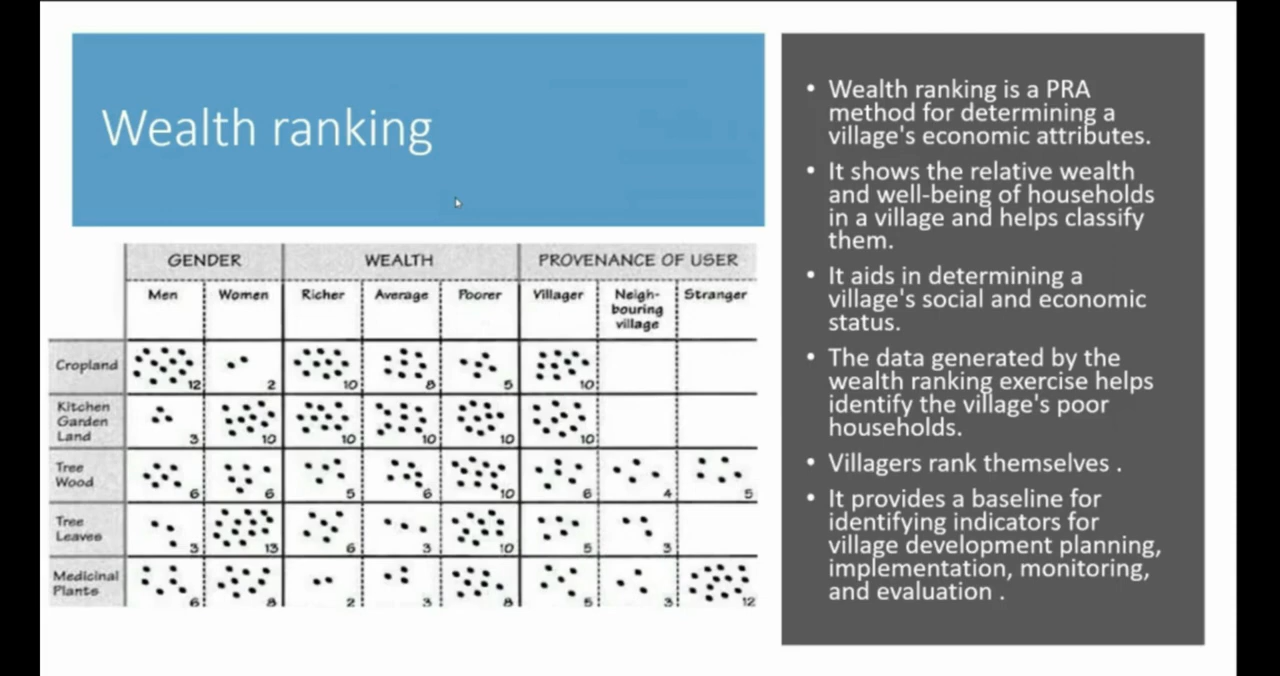 Wealth ranking
GENDER WEALTH PROVENANCE OF USER
Men Women Richer Average Poorer Villager Neigh- Stranger
bouring
village
Cropland 12 2 10 8 5 10
Kitchen
Garden
Land 3 10 10 10 10 10
Tree
Wood 6 6 5 6 10 6 4 5
Tree
Leaves 3 13 6 3 10 5 3
Medicinal
Plants 6 8 2 3 8 5 3 12
• Wealth ranking is a PRA
method for determining a
village's economic attributes.
• It shows the relative wealth
and well-being of households
in a village and helps classify
them.
• It aids in determining a
village's social and economic
status.
• The data generated by the
wealth ranking exercise helps
identify the village's poor
households.
• Villagers rank themselves .
• It provides a baseline for
identifying indicators for
village development planning,
implementation, monitoring,
and evaluation .